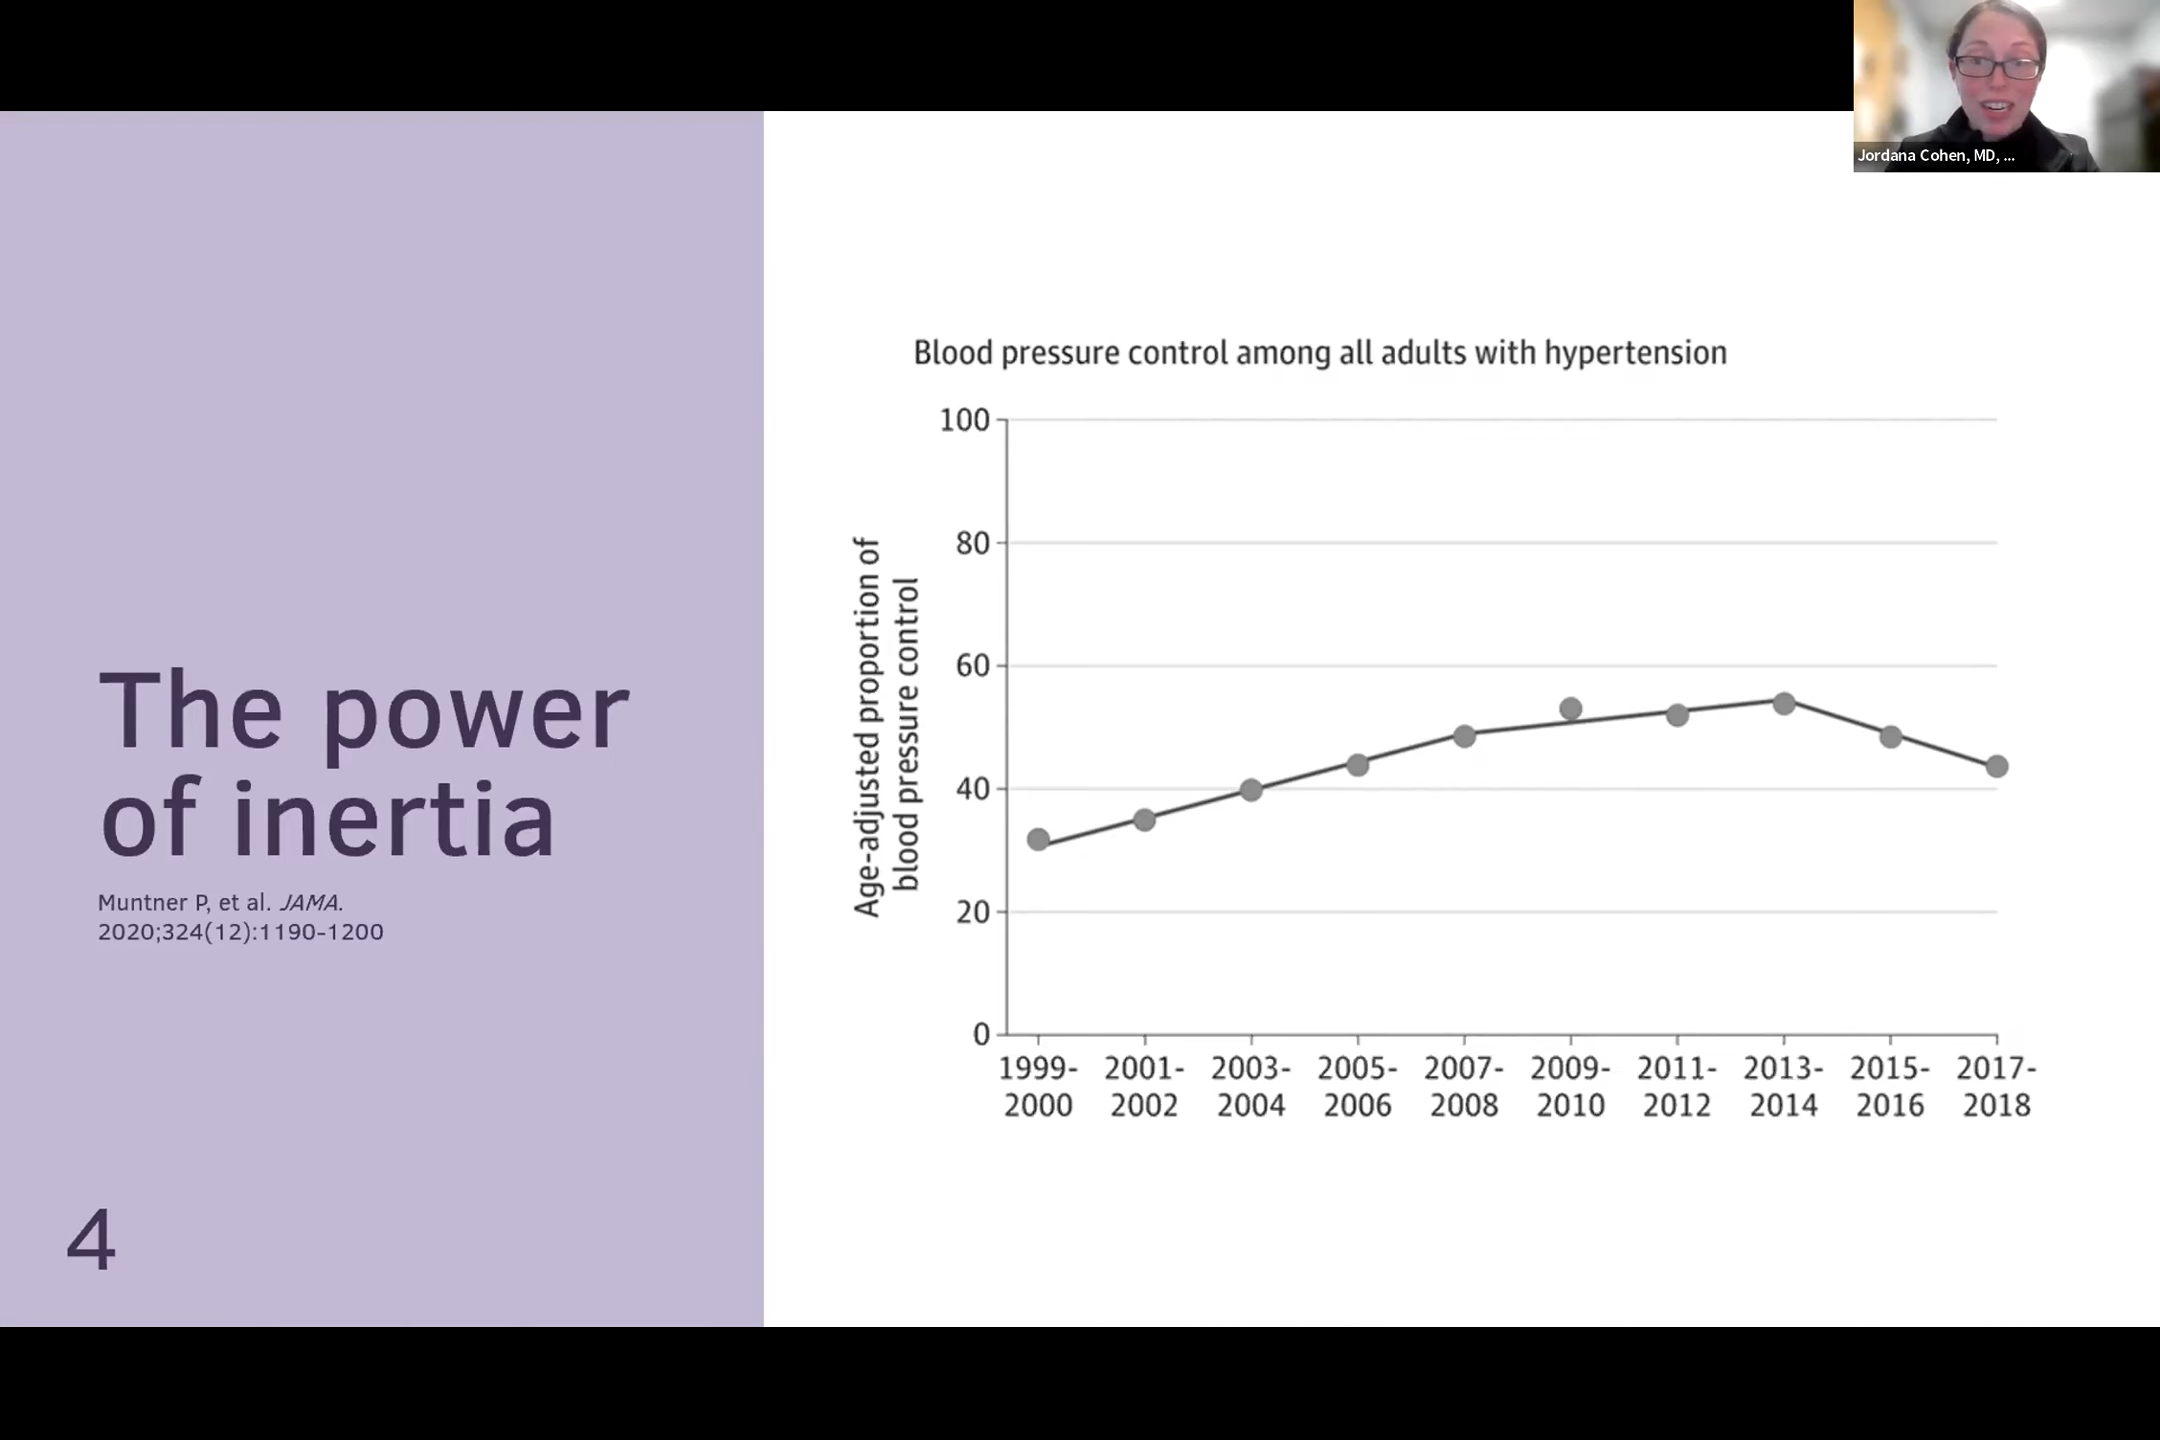 Jordana Cohen, MD, ...
The power
of inertia
Muntner P, et al. JAMA.
2020;324(12):1190-1200
4
Blood pressure control among all adults with hypertension
Age-adjusted proportion of
blood pressure control
100
80
60
40
20
0
1999- 2001- 2003- 2005- 2007- 2009- 2011- 2013- 2015- 2017-
2000 2002 2004 2006 2008 2010 2012 2014 2016 2018